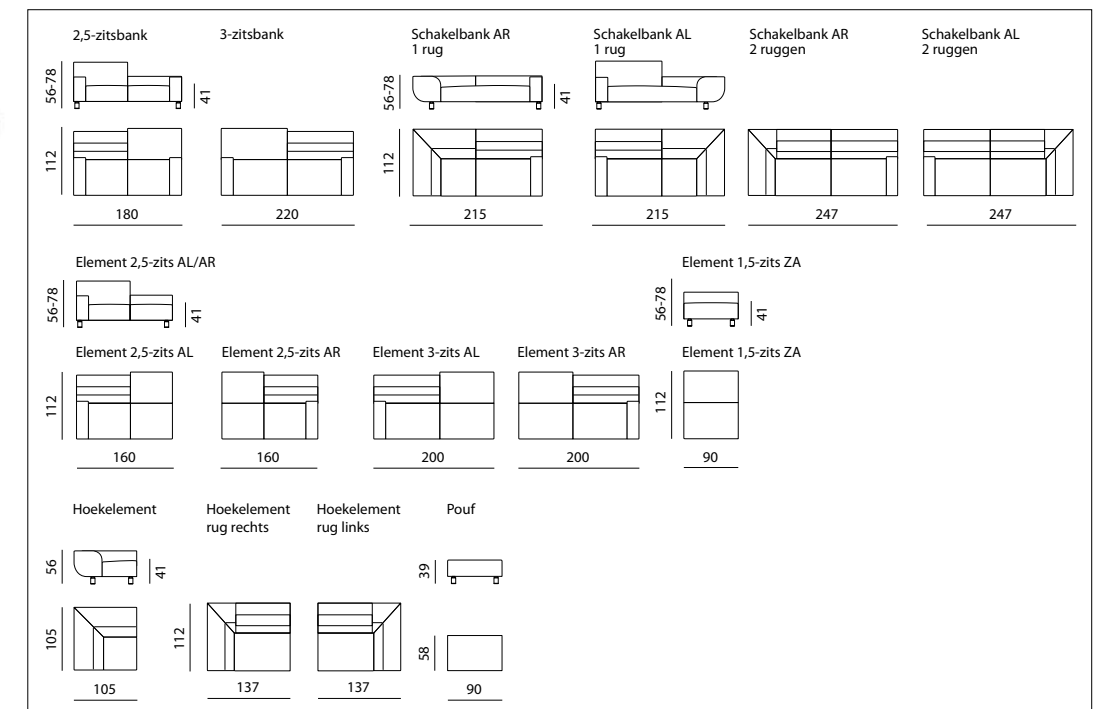 2,5-zitsbank
3-zitsbank
Schakelbank AR
1 rug
Schakelbank AL
1 rug
Schakelbank AR
2 ruggen
Schakelbank AL
2 ruggen
56-78
41
56-78
41
112
112
180
220
215
215
247
247
Element 2,5-zits AL/AR
Element 1,5-zits ZA
56-78
41
56-78
41
Element 2,5-zits AL
Element 2,5-zits AR
Element 3-zits AL
Element 3-zits AR
Element 1,5-zits ZA
112
112
160
160
200
200
90
Hoekelement
Hoekelement
rug rechts
Hoekelement
rug links
Pouf
56
41
39
105
112
58
105
137
137
90